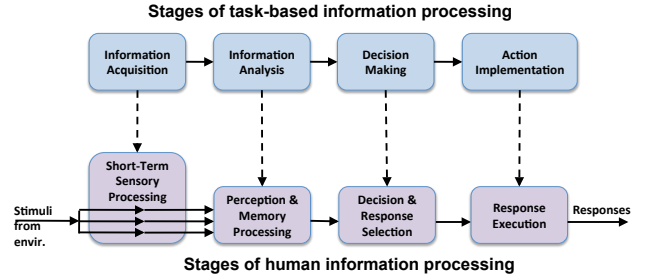 Stages of task-based information processing
Information
Acquisition
Information
Analysis
Decision
Making
Action
Implementation
Short-Term
Sensory
Processing
Stimuli
from
envir.
Perception &
Memory
Processing
Decision &
Response
Selection
Response
Execution
Responses
Stages of human information processing